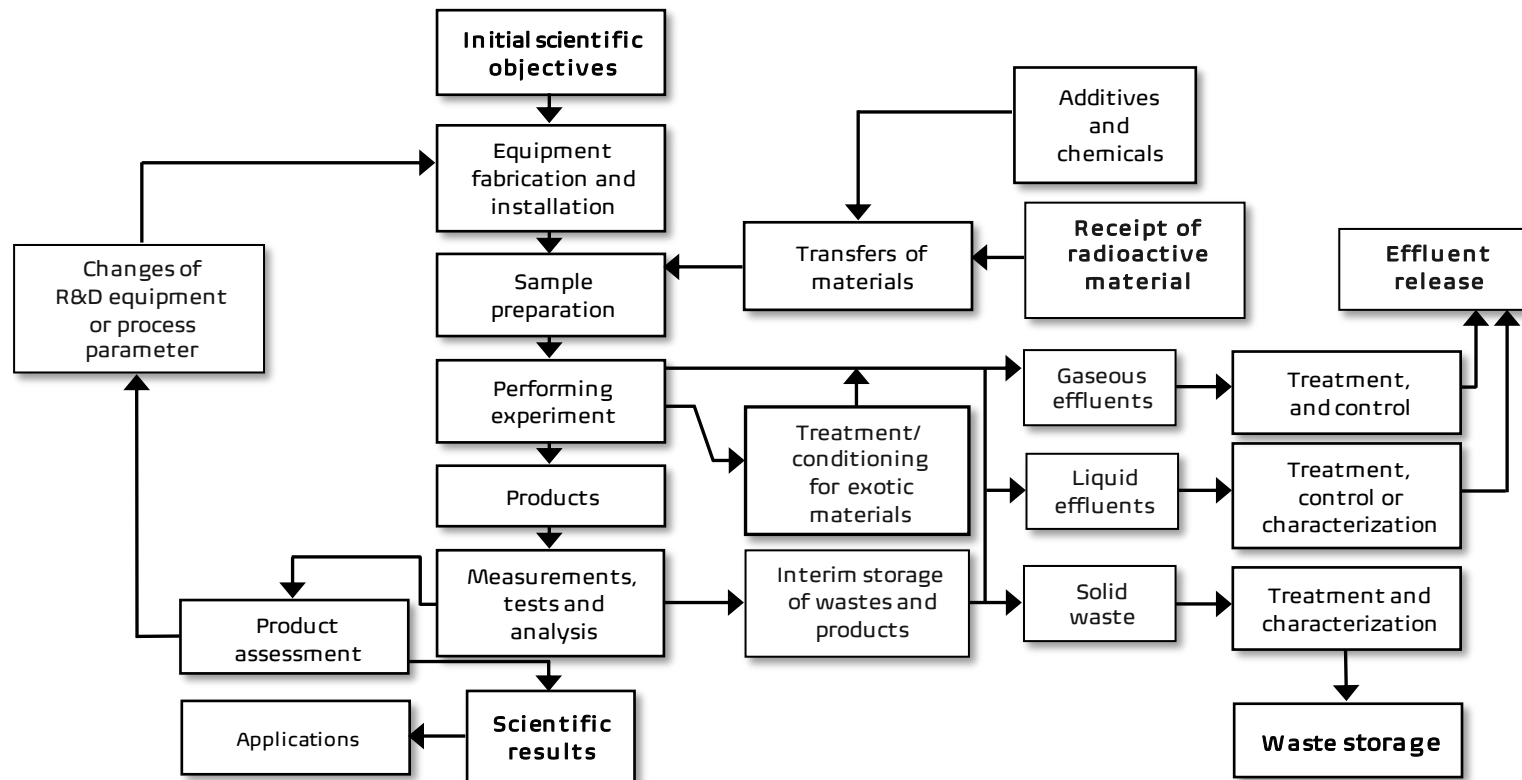 Initial scientific
objectives
Additives
and
chemicals
Equipment
fabrication and
installation
Receipt of
radioactive
material
Transfers of
materials
Effluent
release
Changes of
R&D equipment
or process
parameter
Sample
preparation
Performing
experiment
Gaseous
effluents
Treatment,
and control
Treatment/
conditioning
for exotic
materials
Products
Liquid
effluents
Treatment,
control or
characterization
Measurements,
tests and
analysis
Interim storage
of wastes and
products
Solid
waste
Treatment and
characterization
Product
assessment
Applications
Scientific
results
Waste storage